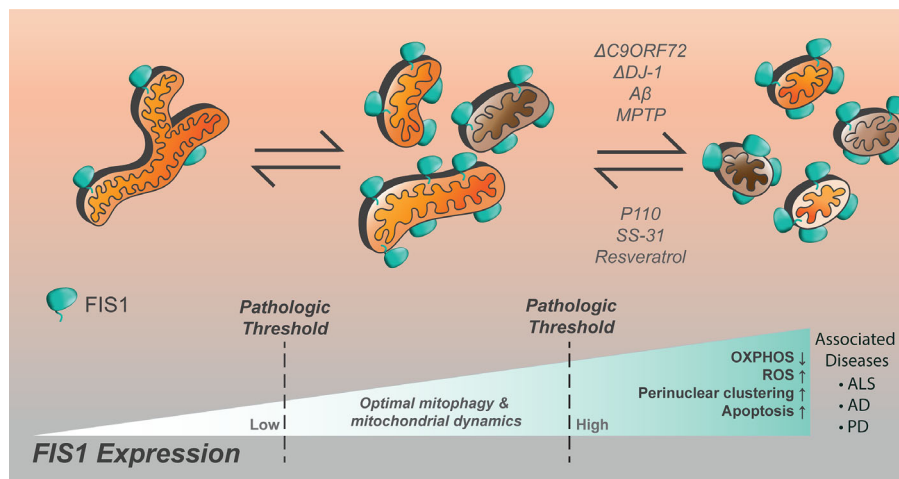 ΔC9ORF72
ΔDJ-1
Aβ
MPTP
P110
SS-31
Resveratrol
FIS1
Pathologic
Threshold
Pathologic
Threshold
Low
Optimal mitophagy &
mitochondrial dynamics
High
OXPHOS ↓
ROS ↑
Perinuclear clustering ↑
Apoptosis ↑
Associated
Diseases
• ALS
• AD
• PD
FIS1 Expression